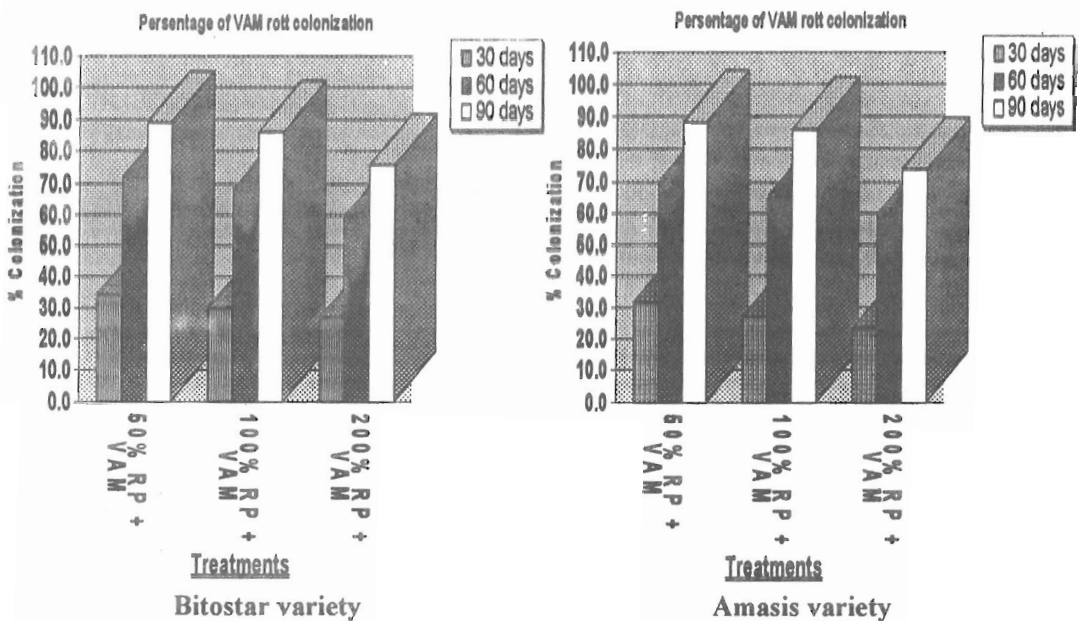 Persentage of VAM rott colonization
110.0
100.0
90.0
80.0
70.0
60.0
50.0
40.0
30.0
20.0
10.0
0.0
% Colonization
30 days
60 days
90 days
50% RP + VAM
100% RP + VAM
200% RP + VAM
Treatments
Bitostar variety
Persentage of VAM rott colonization
110.0
100.0
90.0
80.0
70.0
60.0
50.0
40.0
30.0
20.0
10.0
0.0
% Colonization
30 days
60 days
90 days
50% RP + VAM
100% RP + VAM
200% RP + VAM
Treatments
Amasis variety